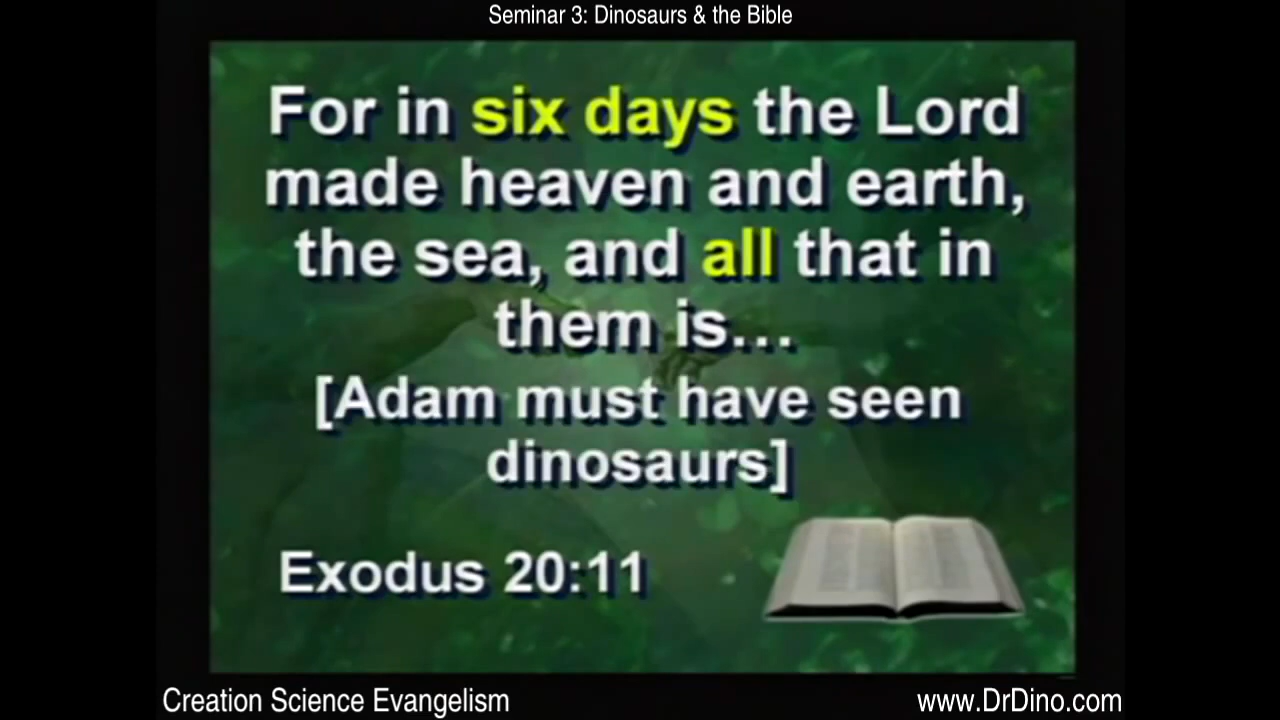 Seminar 3: Dinosaurs & the Bible
For in six days the Lord
made heaven and earth,
the sea, and all that in
them is...
[Adam must have seen
dinosaurs]
Exodus 20:11
Creation Science Evangelism
www.DrDino.com